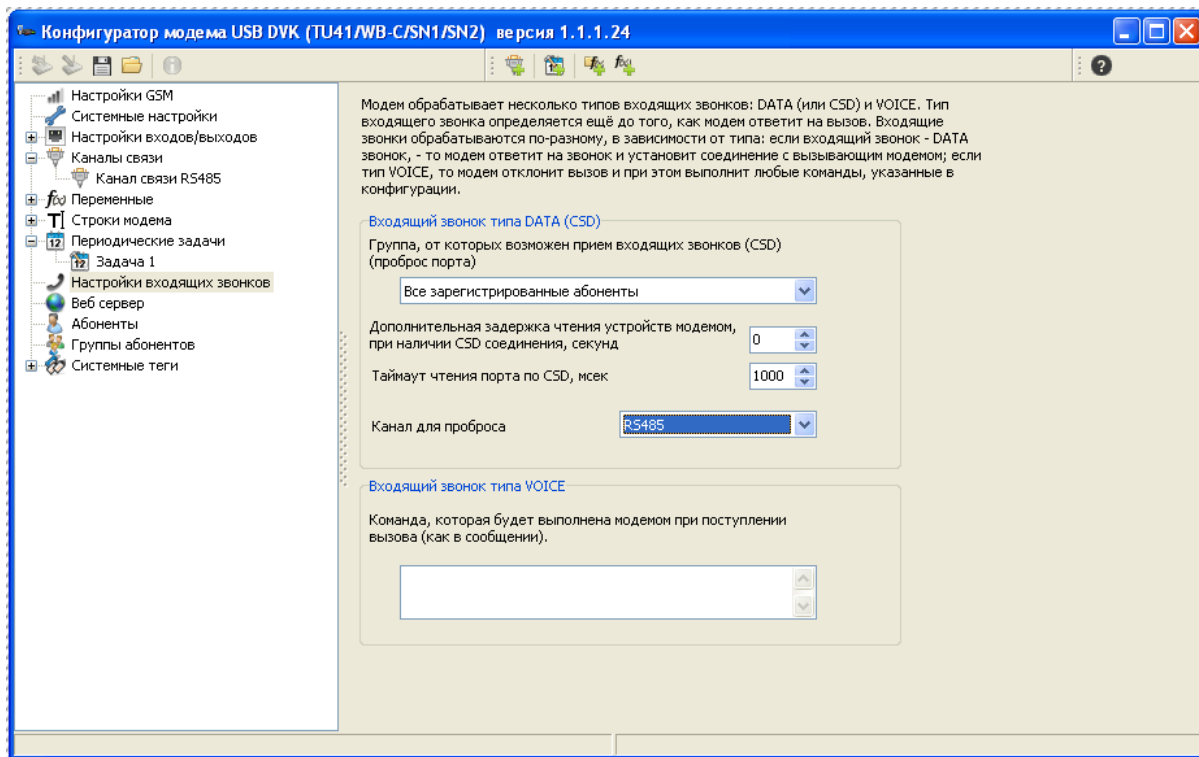 Конфигуратор модема USB DVK (TU41/WB-C/SN1/SN2) версия 1.1.1.24
Настройки GSM
Системные настройки
Настройки входов/выходов
Каналы связи
Канал связи RS485
f(x) Переменные
Строки модема
12 Периодические задачи
12 Задача 1
Настройки входящих звонков
Веб сервер
Абоненты
Группы абонентов
Системные теги
Модем обрабатывает несколько типов входящих звонков: DATA (или CSD) и VOICE. Тип
входящего звонка определяется ещё до того, как модем ответит на вызов. Входящие
звонки обрабатываются по-разному, в зависимости от типа: если входящий звонок - DATA
звонок, - то модем ответит на звонок и установит соединение с вызывающим модемом; если
тип VOICE, то модем отклонит вызов и при этом выполнит любые команды, указанные в
конфигурации.
Входящий звонок типа DATA (CSD)
Группа, от которых возможен прием входящих звонков (CSD)
(проброс порта)
Все зарегистрированные абоненты
Дополнительная задержка чтения устройств модемом,
при наличии CSD соединения, секунд
0
Таймаут чтения порта по CSD, мсек
1000
Канал для проброса
RS485
Входящий звонок типа VOICE
Команда, которая будет выполнена модемом при поступлении
вызова (как в сообщении).